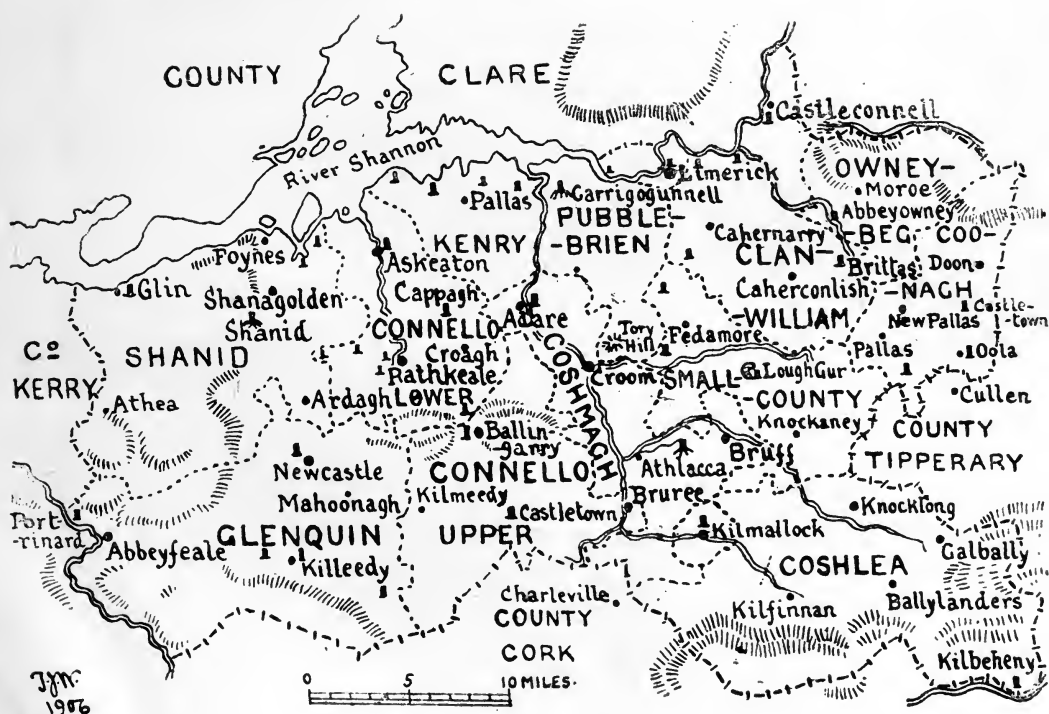 COUNTY CLARE
Castleconnell
River Shannon
OWNEY-
Moroe
Limerick
Carrigogunnell
Pallas
Abbeyowney
PUBBLE-
-BRIEN
KENRY
Cahernarry
-BEG
COO-
CLAN-
Foynes
Askeaton
Brittas
Doon
Glin
Shanagolden
Cappagh
Caherconlish
-NAGH
Shanid
Adare
-WILLIAM
New Pallas
Castle-
town
CONNELLO
Tory
Hill
Fedamore
Co
KERRY
SHANID
Croagh
COSHMAGH
Pallas
Oola
Rathkeale
Croom
SMALL-
Lough Gur
Athea
Ardagh
LOWER
-COUNTY
Cullen
Knockaney
COUNTY
TIPPERARY
Ballin-
garry
Bruff
Newcastle
CONNELLO
Athlacca
Mahoonagh
Kilmeedy
Castletown
Bruree
Knocklong
Port-
rinard
Abbeyfeale
GLENQUIN
UPPER
Kilmallock
Galbally
Killeedy
COSHLEA
Charleville
COUNTY
CORK
Kilfinnan
Ballylanders
Kilbeheny
0 5 10 MILES.
T.J.W.
1906